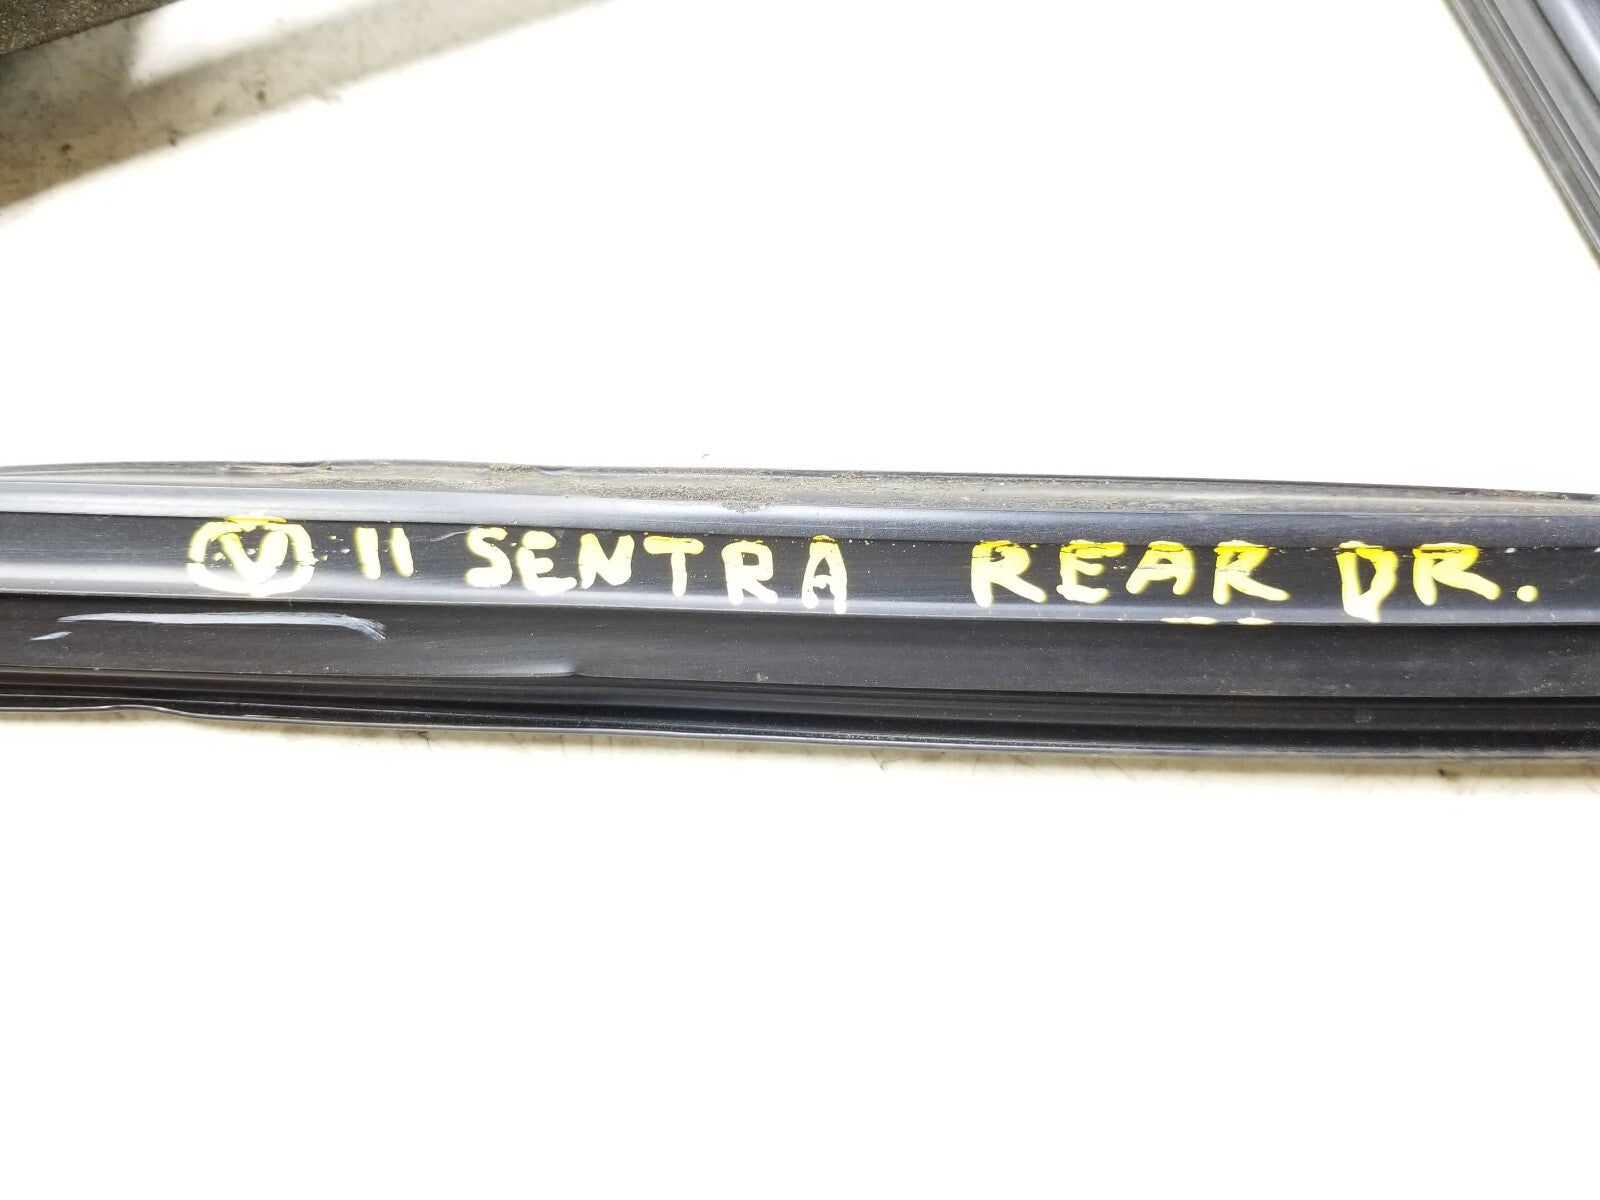 V 11 SENTRA REAR DR.